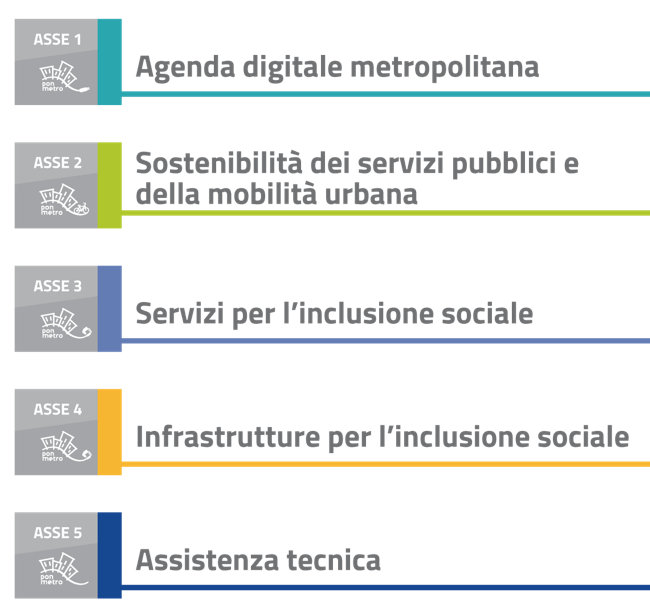 ASSE 1
pon
metro
Agenda digitale metropolitana
ASSE 2
pon
metro
Sostenibilità dei servizi pubblici e
della mobilità urbana
ASSE 3
pon
metro
Servizi per l’inclusione sociale
ASSE 4
pon
metro
Infrastrutture per l’inclusione sociale
ASSE 5
pon
metro
Assistenza tecnica